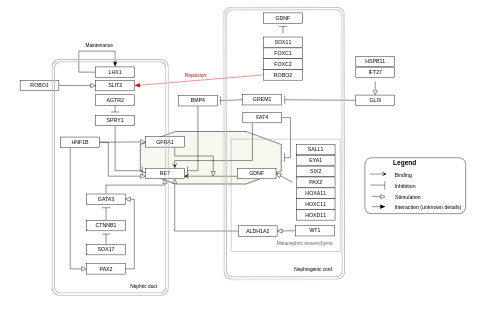 GDNF
Maintenance
SOX11
FOXC1
FOXC2
ROBO2
HSPB11
IFT27
LHX1
Repulsion
ROBO1
SLIT2
AGTR2
BMP4
GREM1
GLI3
SPRY1
FAT4
HNF1B
GFRA1
SALL1
EYA1
SIX2
PAX2
HOXA11
HOXC11
HOXD11
RET
GDNF
Legend
Binding
Inhibition
Stimulation
Interaction (unknown details)
GATA3
CTNNB1
ALDH1A2
WT1
Metanephric mesenchyme
SOX17
PAX2
Nephrogenic cord
Nephric duct